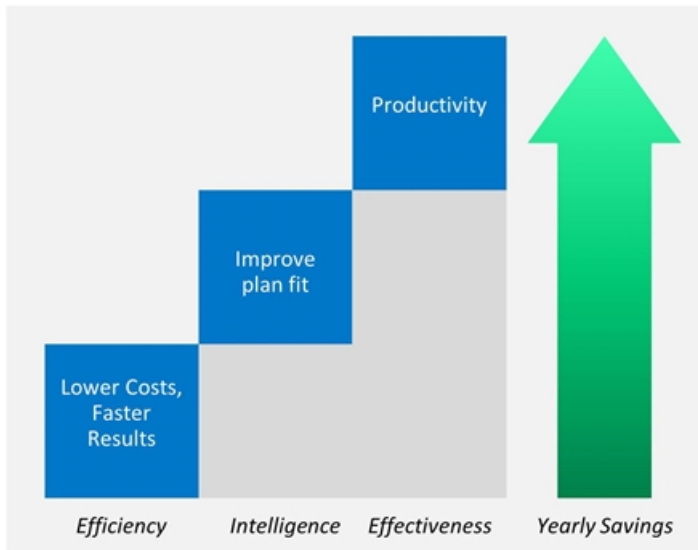 Productivity
Improve
plan fit
Lower Costs,
Faster
Results
Efficiency
Intelligence
Effectiveness
Yearly Savings